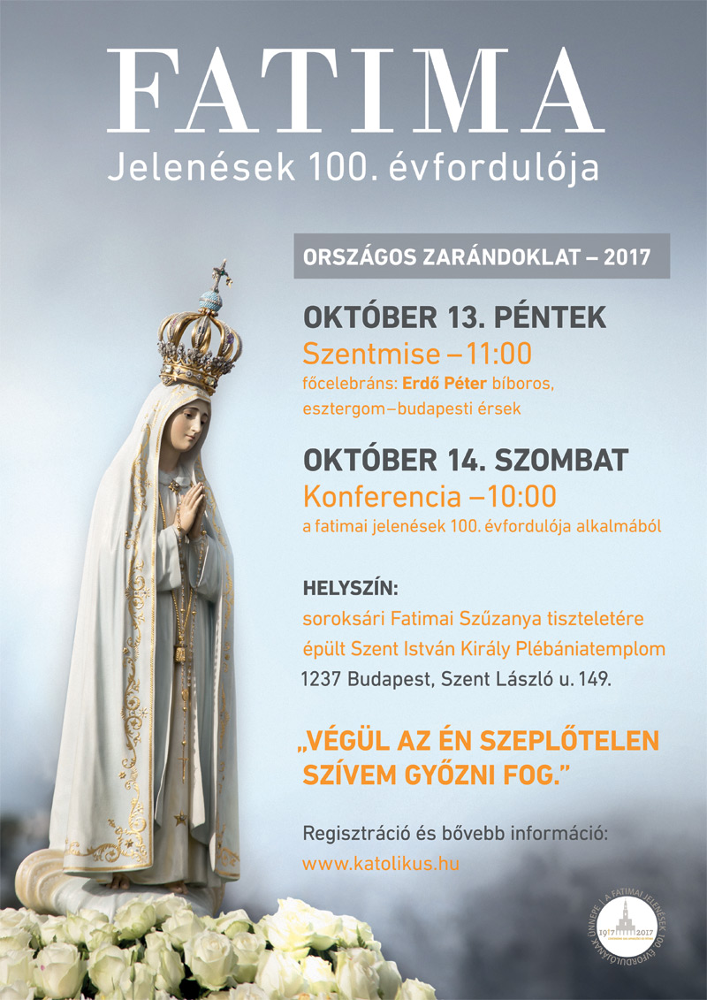 FATIMA
Jelenések 100. évfordulója
ORSZÁGOS ZARÁNDOKLAT – 2017
OKTÓBER 13. PÉNTEK
Szentmise – 11:00
főcelebráns: Erdő Péter bíboros,
esztergom–budapesti érsek
OKTÓBER 14. SZOMBAT
Konferencia – 10:00
a fatimai jelenések 100. évfordulója alkalmából
HELYSZÍN:
soroksári Fatimai Szűzanya tiszteletére
épült Szent István Király Plébániatemplom
1237 Budapest, Szent László u. 149.
„VÉGÜL AZ ÉN SZEPLŐTELEN
SZÍVEM GYŐZNI FOG.”
Regisztráció és bővebb információ:
www.katolikus.hu
A FATIMAI JELENÉSEK 100. ÉVFORDULÓJÁNAK ÜNNEPE |
1917 2017